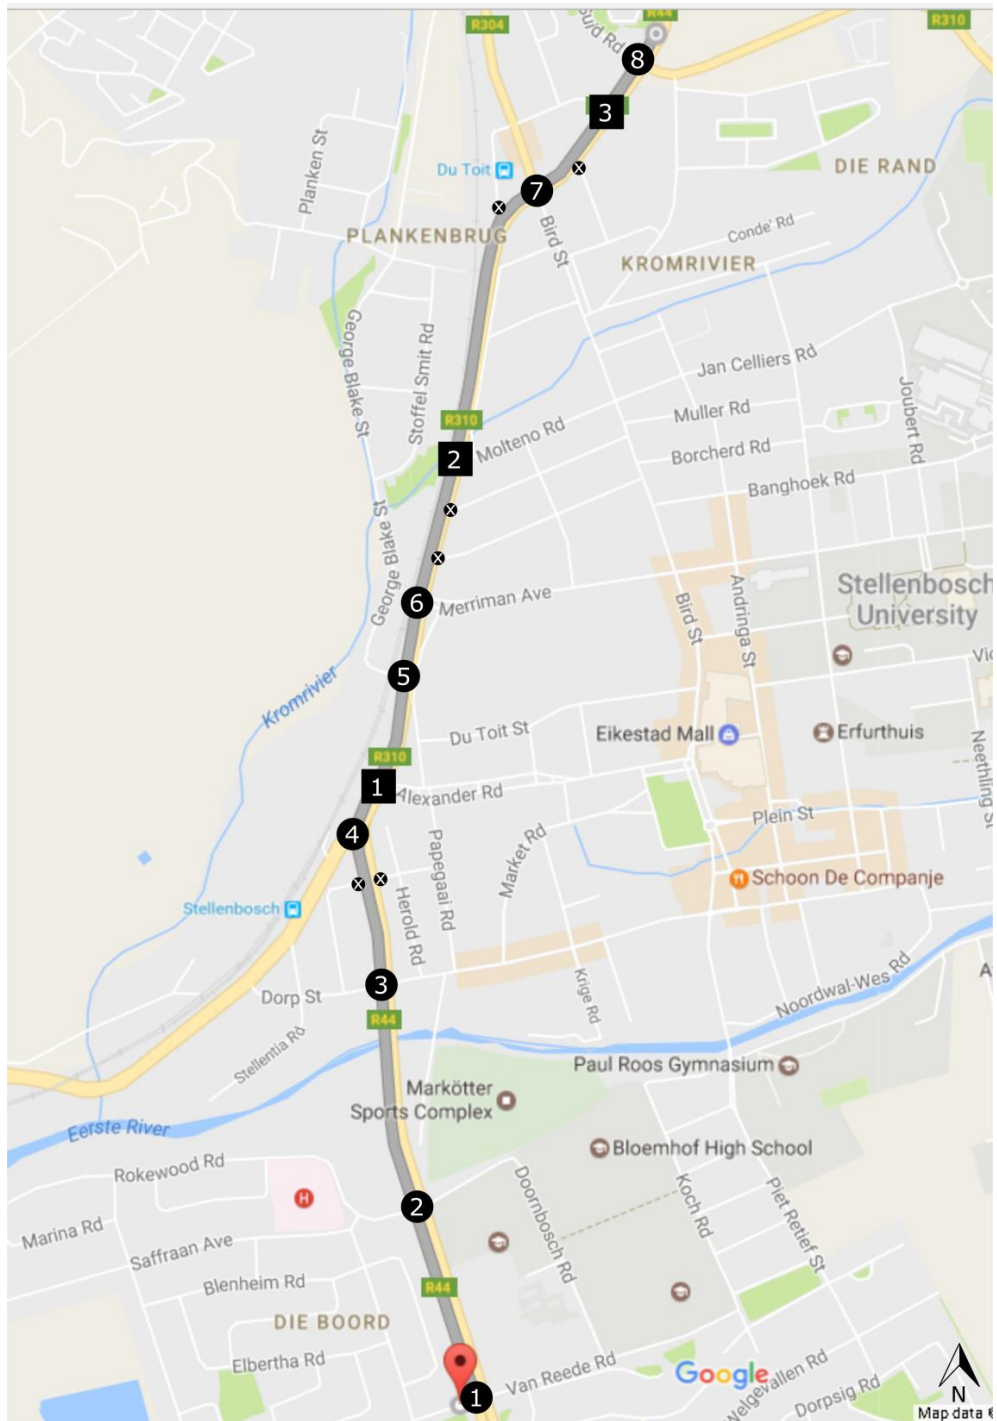 R44
R304
R310
Suid Rd
8
3
Planken St
Du Toit
X
DIE RAND
7
X
PLANKENBRUG
Bird St
Conde' Rd
KROMRIVIER
George Blake St
Stoffel Smit Rd
Jan Celliers Rd
Joubert Rd
Muller Rd
R310
Molteno Rd
2
Borcherd Rd
Banghoek Rd
X
George Blake St
X
Stellenbosch
University
6
Merriman Ave
Bird St
Andringa St
5
Kromrivier
Du Toit St
Eikestad Mall
Erfurthuis
R310
1
Alexander Rd
Neethling St
Plein St
4
Papegaai Rd
Market Rd
X
X
Schoon De Companje
Herold Rd
Stellenbosch
3
Dorp St
Krige Rd
Noordwal-Wes Rd
R44
Stellentia Rd
Paul Roos Gymnasium
Markötter
Sports Complex
Eerste River
Bloemhof High School
Rokewood Rd
H
Doornbosch Rd
Koch Rd
Piet Retief St
2
Marina Rd
Saffraan Ave
Blenheim Rd
R44
DIE BOORD
Elbertha Rd
Van Reede Rd
Google
Welgevallen Rd
1
N
Dorpsig Rd
Map data